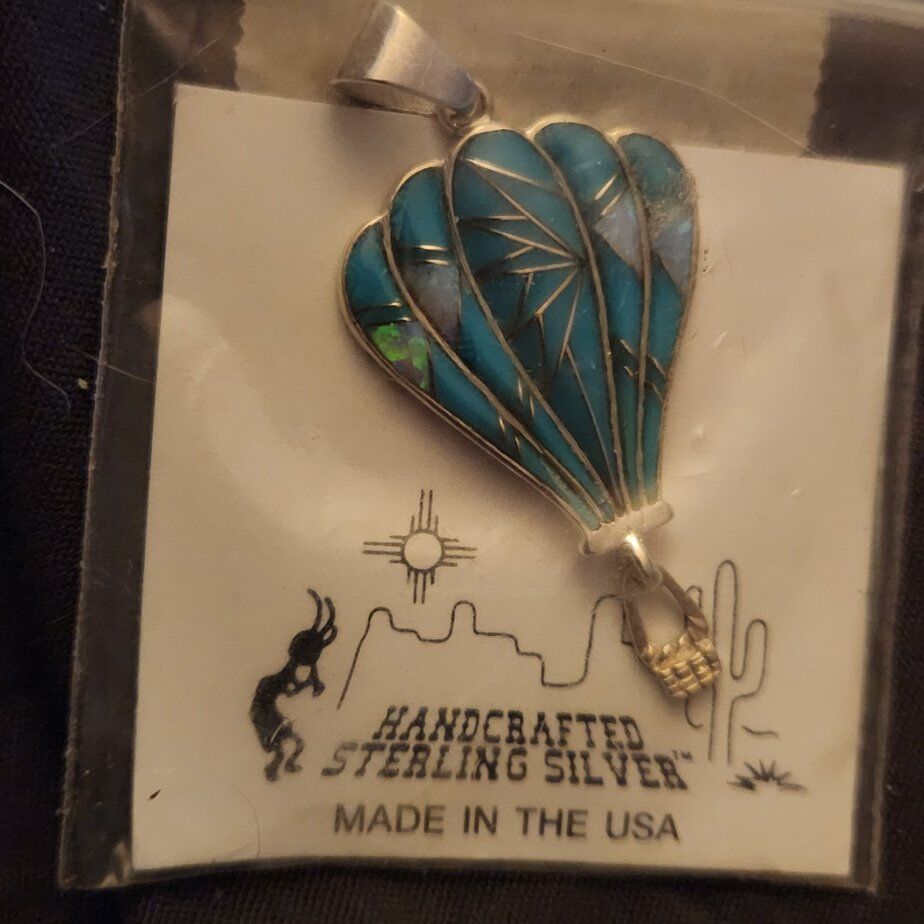 HANDCRAFTED
STERLING SILVER™
MADE IN THE USA